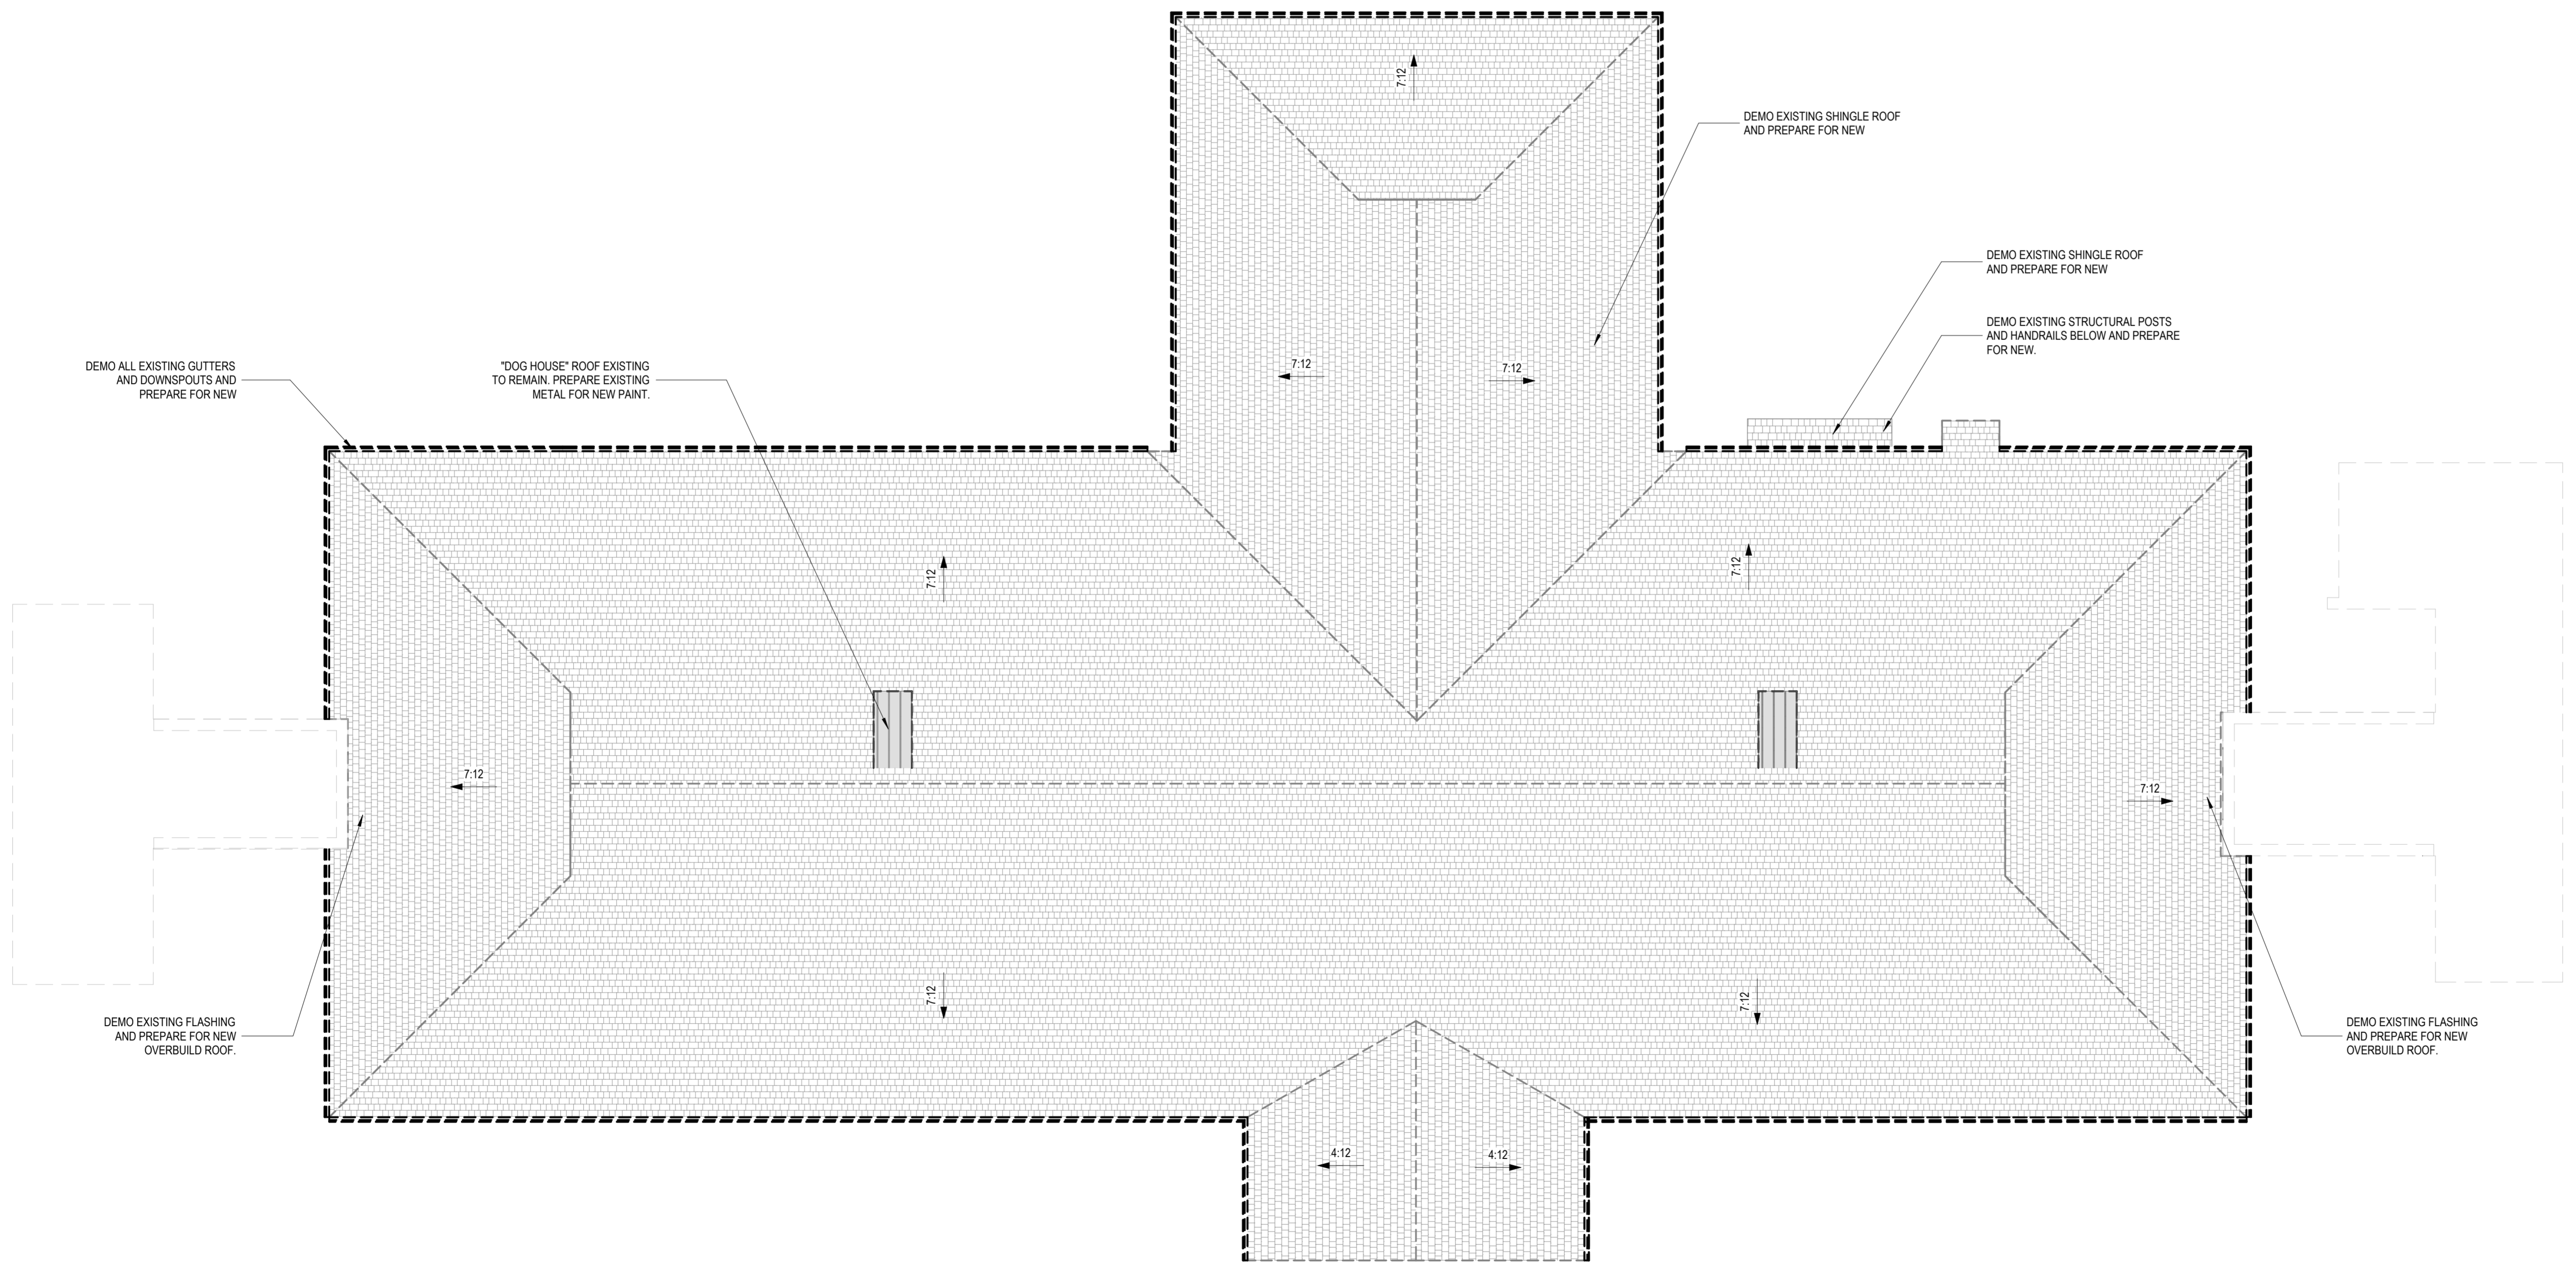 7:12
DEMO EXISTING SHINGLE ROOF
AND PREPARE FOR NEW
DEMO EXISTING SHINGLE ROOF
AND PREPARE FOR NEW
DEMO EXISTING STRUCTURAL POSTS
AND HANDRAILS BELOW AND PREPARE
FOR NEW.
DEMO ALL EXISTING GUTTERS
AND DOWNSPOUTS AND
PREPARE FOR NEW
"DOG HOUSE" ROOF EXISTING
TO REMAIN. PREPARE EXISTING
METAL FOR NEW PAINT.
7:12
7:12
7:12
7:12
7:12
7:12
7:12
7:12
DEMO EXISTING FLASHING
AND PREPARE FOR NEW
OVERBUILD ROOF.
DEMO EXISTING FLASHING
AND PREPARE FOR NEW
OVERBUILD ROOF.
4:12
4:12